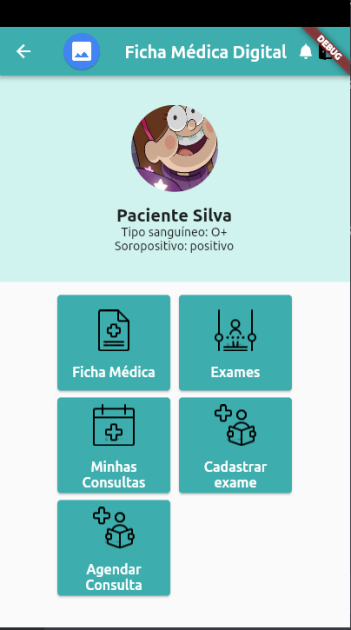 Ficha Médica Digital
DEBUG
Paciente Silva
Tipo sanguíneo: O+
Soropositivo: positivo
Ficha Médica
Exames
Minhas
Consultas
Cadastrar
exame
Agendar
Consulta